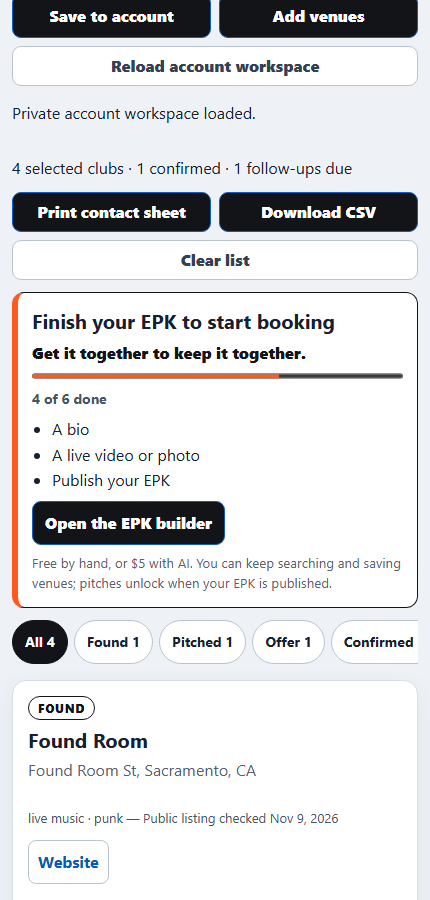 Save to account
Add venues
Reload account workspace
Private account workspace loaded.
4 selected clubs · 1 confirmed · 1 follow-ups due
Print contact sheet
Download CSV
Clear list
Finish your EPK to start booking
Get it together to keep it together.
4 of 6 done
• A bio
• A live video or photo
• Publish your EPK
Open the EPK builder
Free by hand, or $5 with AI. You can keep searching and saving
venues; pitches unlock when your EPK is published.
All 4
Found 1
Pitched 1
Offer 1
Confirmed
FOUND
Found Room
Found Room St, Sacramento, CA
live music · punk — Public listing checked Nov 9, 2026
Website